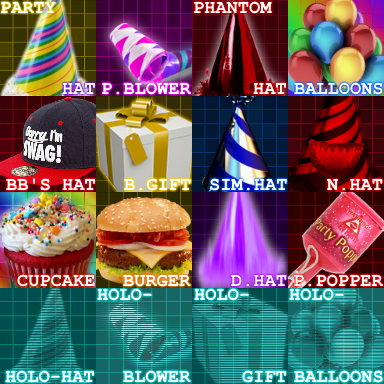 PARTY
HAT
P.BLOWER
PHANTOM
HAT
BALLOONS
Sorry, I'm
SWAG!
BB'S HAT
B.GIFT
SIM.HAT
N.HAT
CUPCAKE
BURGER
D.HAT
Party Popp
P.POPPER
HOLO-HAT
HOLO-
BLOWER
HOLO-
GIFT
HOLO-
BALLOONS